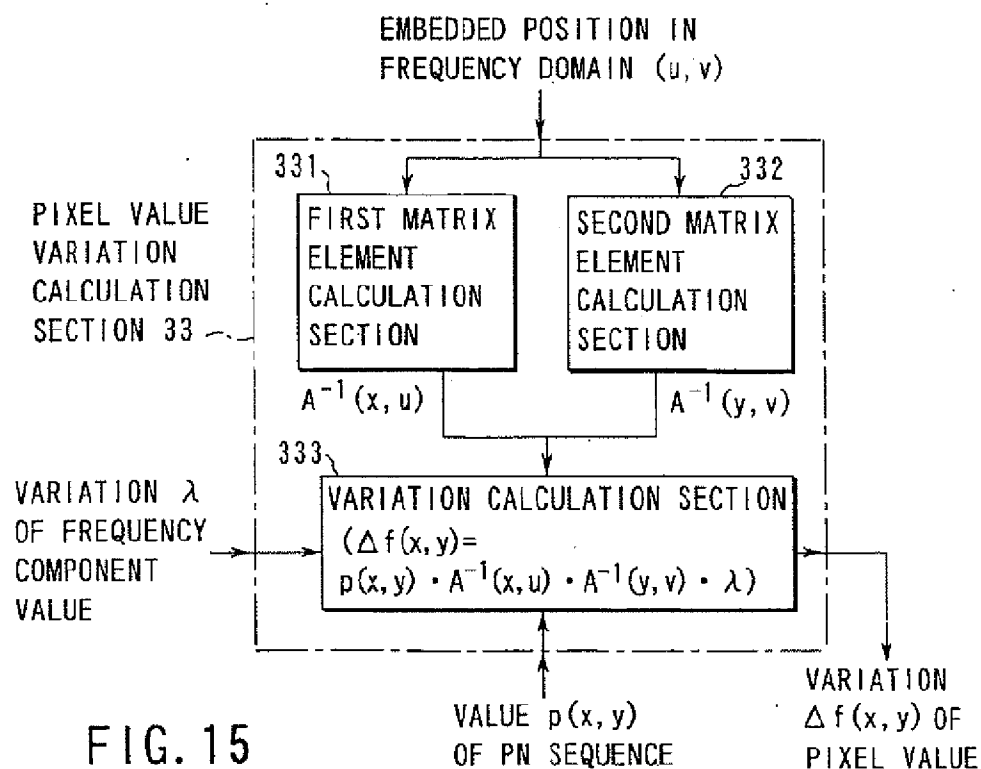 EMBEDDED POSITION IN
FREQUENCY DOMAIN (u, v)
331
332
PIXEL VALUE
VARIATION
CALCULATION
SECTION 33
FIRST MATRIX
ELEMENT
CALCULATION
SECTION
SECOND MATRIX
ELEMENT
CALCULATION
SECTION
A⁻¹(x, u)
A⁻¹(y, v)
333
VARIATION λ
OF FREQUENCY
COMPONENT
VALUE
VARIATION CALCULATION SECTION
(Δf(x, y)=
p(x, y) · A⁻¹(x, u) · A⁻¹(y, v) · λ)
VALUE p(x, y)
OF PN SEQUENCE
VARIATION
Δf(x, y) OF
PIXEL VALUE
FIG. 15